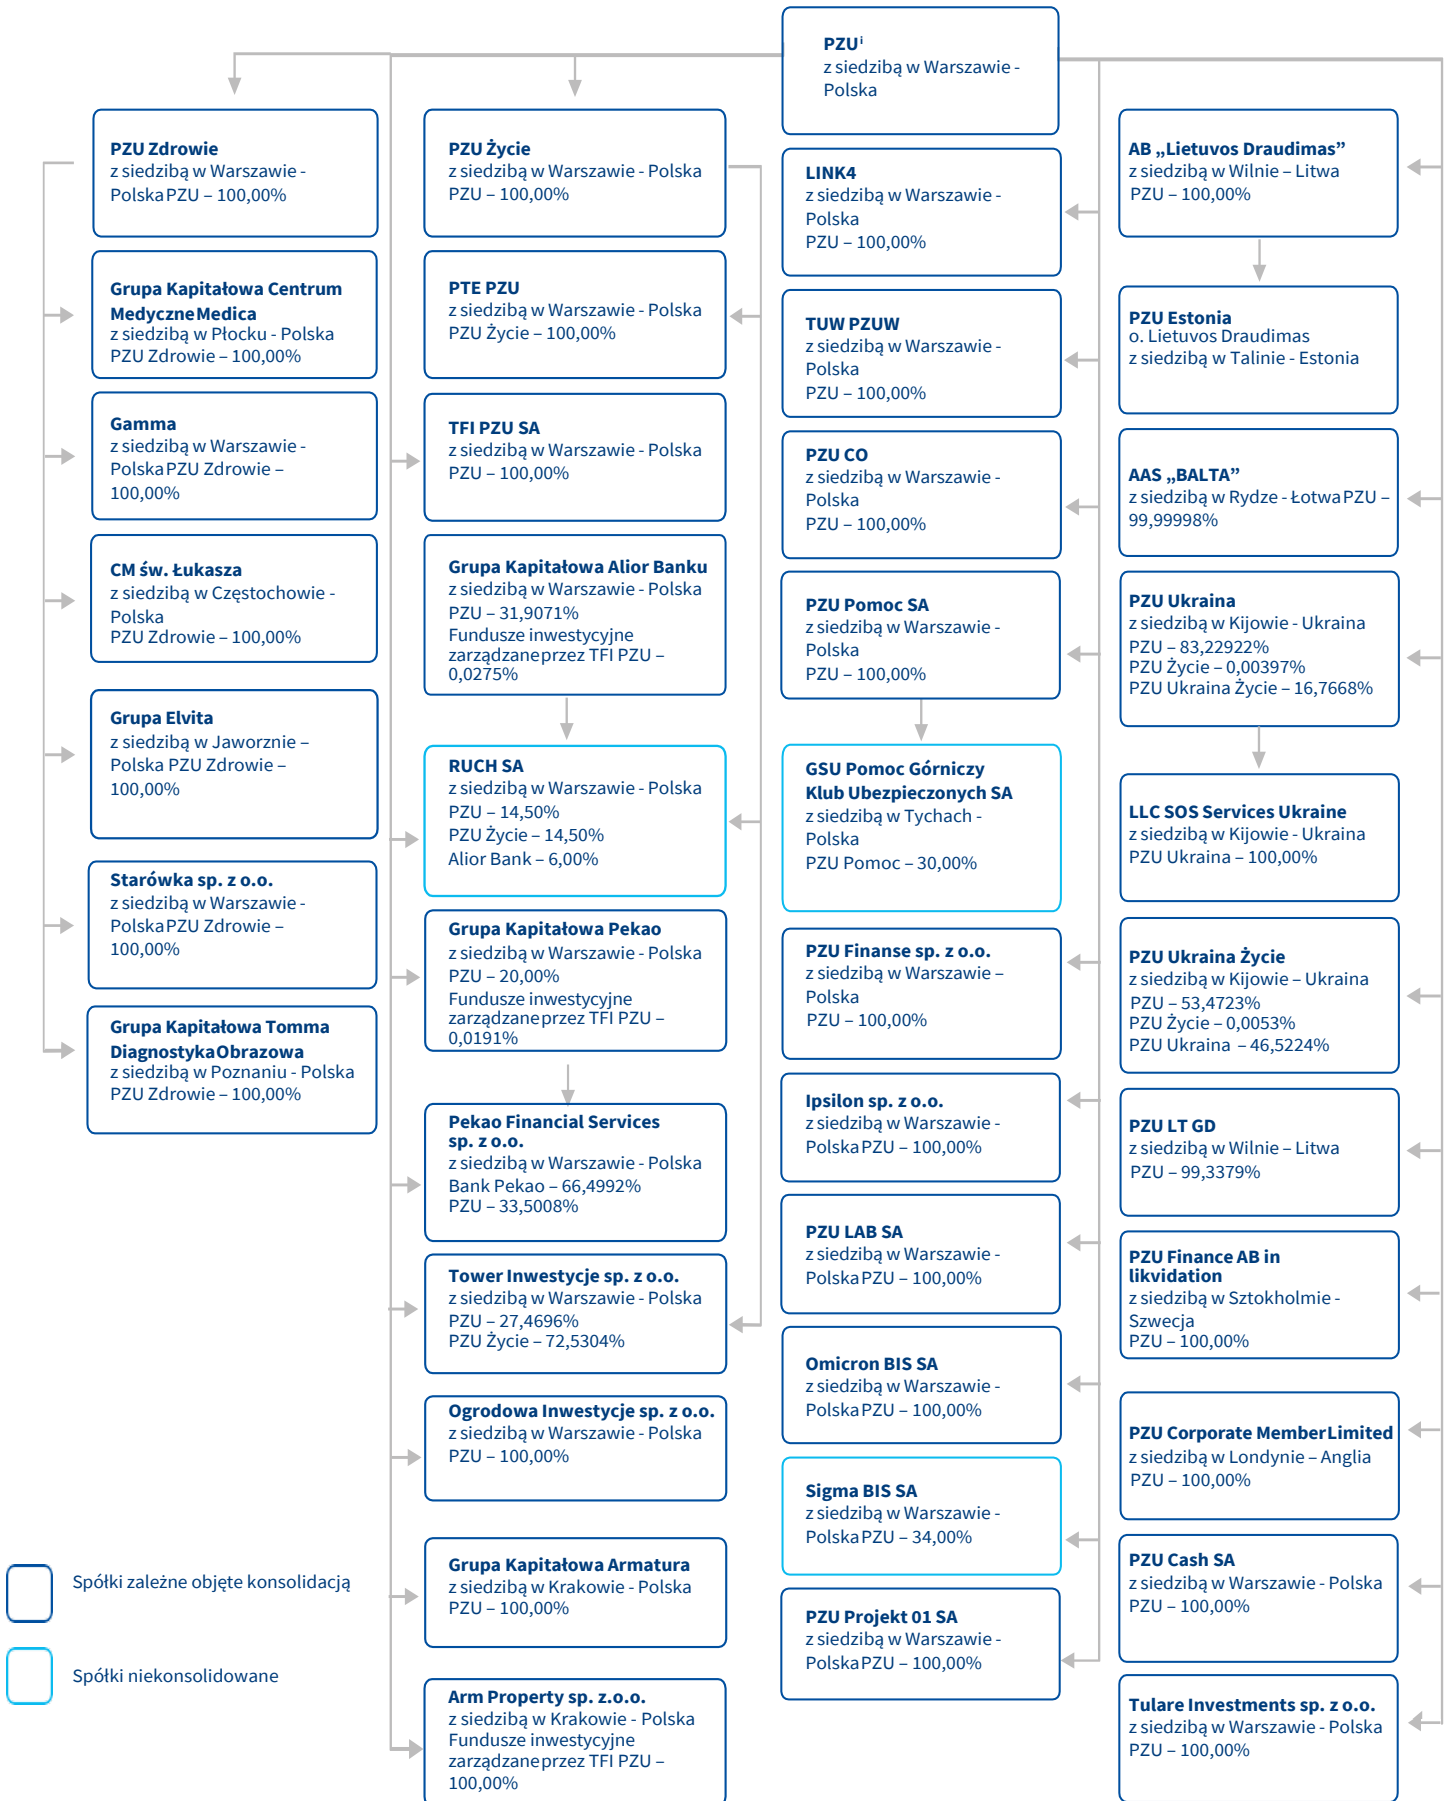 PZUⁱ
z siedzibą w Warszawie -
Polska
PZU Zdrowie
z siedzibą w Warszawie -
Polska PZU – 100,00%
Grupa Kapitałowa Centrum
Medyczne Medica
z siedzibą w Płocku - Polska
PZU Zdrowie – 100,00%
Gamma
z siedzibą w Warszawie -
Polska PZU Zdrowie –
100,00%
CM św. Łukasza
z siedzibą w Częstochowie -
Polska
PZU Zdrowie – 100,00%
Grupa Elvita
z siedzibą w Jaworznie –
Polska PZU Zdrowie –
100,00%
Starówka sp. z o.o.
z siedzibą w Warszawie -
Polska PZU Zdrowie –
100,00%
Grupa Kapitałowa Tomma
Diagnostyka Obrazowa
z siedzibą w Poznaniu - Polska
PZU Zdrowie – 100,00%
PZU Życie
z siedzibą w Warszawie - Polska
PZU – 100,00%
PTE PZU
z siedzibą w Warszawie - Polska
PZU Życie – 100,00%
TFI PZU SA
z siedzibą w Warszawie - Polska
PZU – 100,00%
Grupa Kapitałowa Alior Banku
z siedzibą w Warszawie - Polska
PZU – 31,9071%
Fundusze inwestycyjne
zarządzane przez TFI PZU –
0,0275%
RUCH SA
z siedzibą w Warszawie - Polska
PZU – 14,50%
PZU Życie – 14,50%
Alior Bank – 6,00%
Grupa Kapitałowa Pekao
z siedzibą w Warszawie - Polska
PZU – 20,00%
Fundusze inwestycyjne
zarządzane przez TFI PZU –
0,0191%
Pekao Financial Services
sp. z o.o.
z siedzibą w Warszawie - Polska
Bank Pekao – 66,4992%
PZU – 33,5008%
Tower Inwestycje sp. z o.o.
z siedzibą w Warszawie - Polska
PZU – 27,4696%
PZU Życie – 72,5304%
Ogrodowa Inwestycje sp. z o.o.
z siedzibą w Warszawie - Polska
PZU – 100,00%
Grupa Kapitałowa Armatura
z siedzibą w Krakowie - Polska
PZU – 100,00%
Arm Property sp. z.o.o.
z siedzibą w Krakowie - Polska
Fundusze inwestycyjne
zarządzane przez TFI PZU –
100,00%
LINK4
z siedzibą w Warszawie -
Polska
PZU – 100,00%
TUW PZUW
z siedzibą w Warszawie -
Polska
PZU – 100,00%
PZU CO
z siedzibą w Warszawie -
Polska
PZU – 100,00%
PZU Pomoc SA
z siedzibą w Warszawie -
Polska
PZU – 100,00%
GSU Pomoc Górniczy
Klub Ubezpieczonych SA
z siedzibą w Tychach -
Polska
PZU Pomoc – 30,00%
PZU Finanse sp. z o.o.
z siedzibą w Warszawie –
Polska
PZU – 100,00%
Ipsilon sp. z o.o.
z siedzibą w Warszawie -
Polska PZU – 100,00%
PZU LAB SA
z siedzibą w Warszawie -
Polska PZU – 100,00%
Omicron BIS SA
z siedzibą w Warszawie -
Polska PZU – 100,00%
Sigma BIS SA
z siedzibą w Warszawie -
Polska PZU – 34,00%
PZU Projekt 01 SA
z siedzibą w Warszawie -
Polska PZU – 100,00%
AB „Lietuvos Draudimas”
z siedzibą w Wilnie – Litwa
PZU – 100,00%
PZU Estonia
o. Lietuvos Draudimas
z siedzibą w Talinie - Estonia
AAS „BALTA”
z siedzibą w Rydze - Łotwa PZU –
99,99998%
PZU Ukraina
z siedzibą w Kijowie - Ukraina
PZU – 83,22922%
PZU Życie – 0,00397%
PZU Ukraina Życie – 16,7668%
LLC SOS Services Ukraine
z siedzibą w Kijowie - Ukraina
PZU Ukraina – 100,00%
PZU Ukraina Życie
z siedzibą w Kijowie – Ukraina
PZU – 53,4723%
PZU Życie – 0,0053%
PZU Ukraina – 46,5224%
PZU LT GD
z siedzibą w Wilnie – Litwa
PZU – 99,3379%
PZU Finance AB in
likvidation
z siedzibą w Sztokholmie -
Szwecja
PZU – 100,00%
PZU Corporate Member Limited
z siedzibą w Londynie – Anglia
PZU – 100,00%
PZU Cash SA
z siedzibą w Warszawie - Polska
PZU – 100,00%
Tulare Investments sp. z o.o.
z siedzibą w Warszawie - Polska
PZU – 100,00%
Spółki zależne objęte konsolidacją
Spółki niekonsolidowane